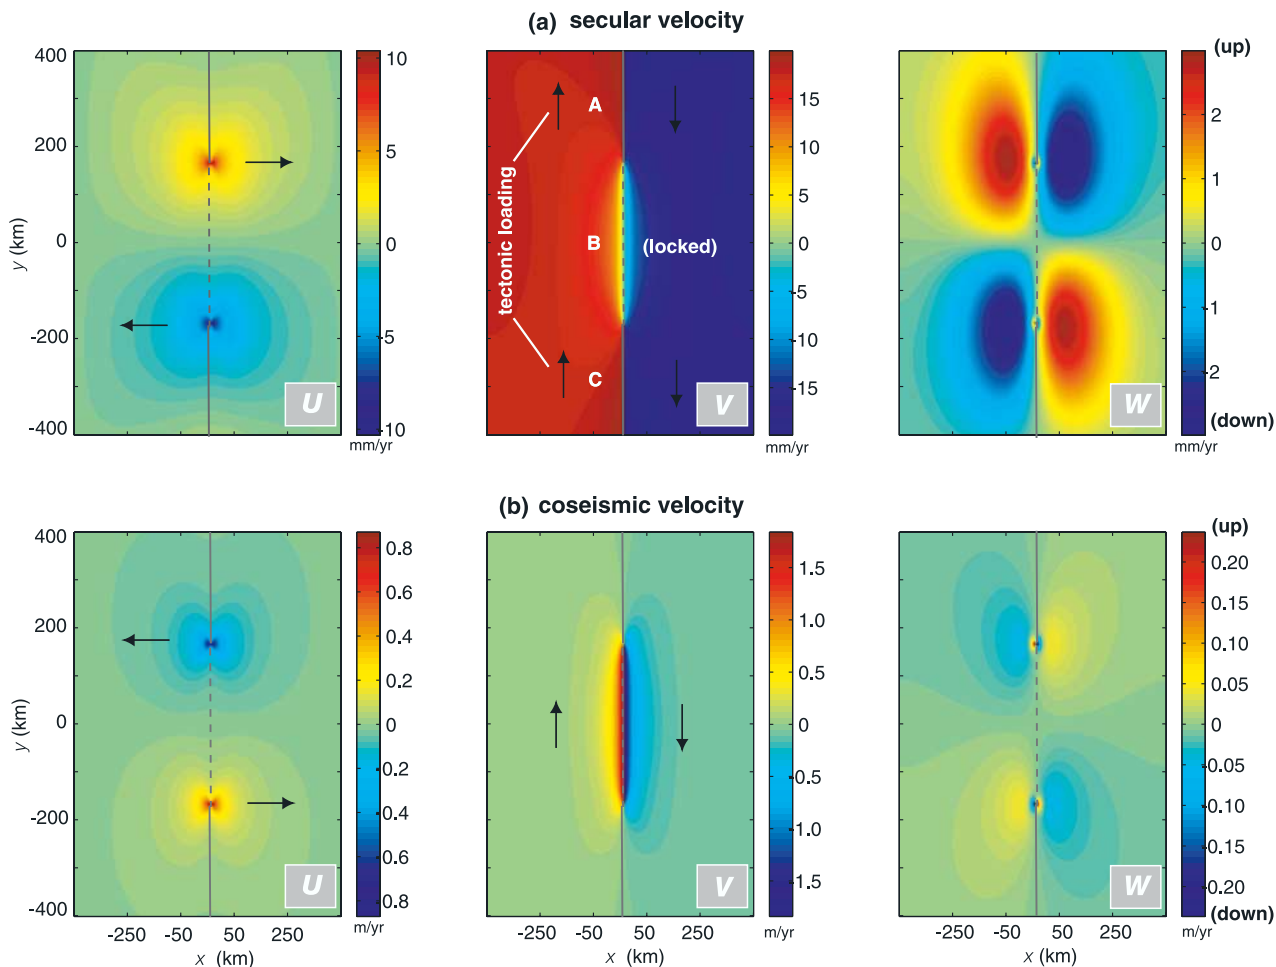 (a) secular velocity
400
200
0
-200
-400
y (km)
U
10
5
0
-5
-10
mm/yr
A
B
C
tectonic loading
(locked)
V
15
10
5
0
-5
-10
-15
mm/yr
W
(up)
2
1
0
-1
-2
(down)
mm/yr
(b) coseismic velocity
400
200
0
-200
-400
y (km)
-250 -50 50 250
x (km)
U
0.8
0.6
0.4
0.2
0
0.2
0.4
0.6
0.8
m/yr
-250 -50 50 250
x (km)
V
1.5
1.0
0.5
0
-0.5
1.0
1.5
m/yr
-250 -50 50 250
x (km)
W
(up)
0.20
0.15
0.10
0.05
0
0.05
0.10
0.15
0.20
(down)
m/yr